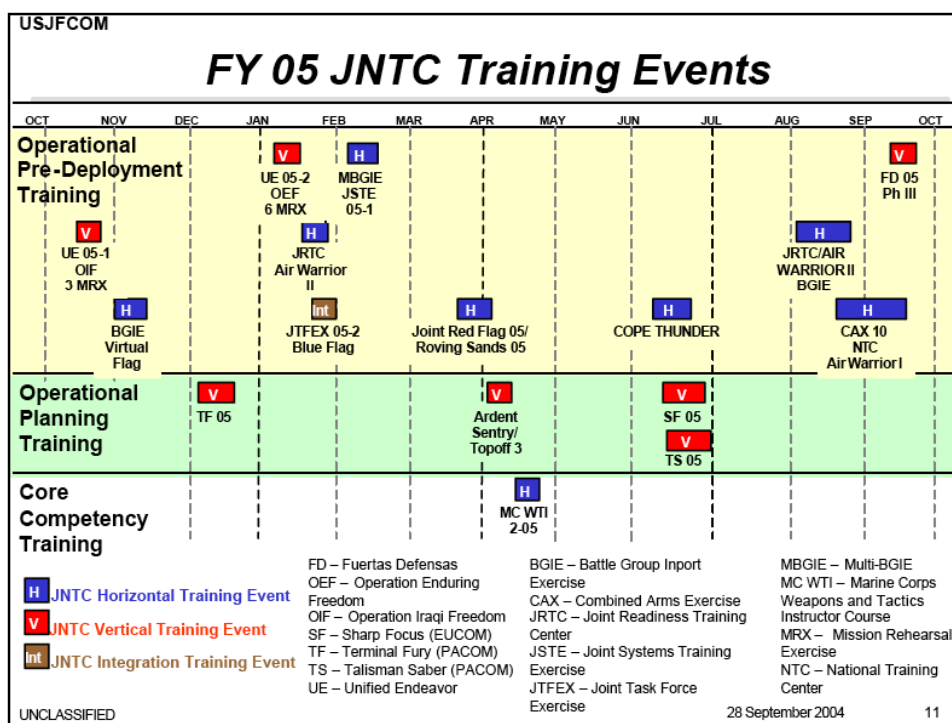 USJFCOM
FY 05 JNTC Training Events
OCT NOV DEC JAN FEB MAR APR MAY JUN JUL AUG SEP OCT
Operational
Pre-Deployment
Training
V
UE 05-2
OEF
6 MRX
H
MBGIE
JSTE
05-1
V
FD 05
Ph III
V
UE 05-1
OIF
3 MRX
H
JRTC
Air Warrior
II
H
JRTC/AIR
WARRIOR II
BGIE
H
BGIE
Virtual
Flag
Int
JTFEX 05-2
Blue Flag
H
Joint Red Flag 05/
Roving Sands 05
H
COPE THUNDER
H
CAX 10
NTC
Air Warrior I
Operational
Planning
Training
V
TF 05
V
Ardent
Sentry/
Topoff 3
V
SF 05
V
TS 05
Core
Competency
Training
H
MC WTI
2-05
H JNTC Horizontal Training Event
V JNTC Vertical Training Event
Int JNTC Integration Training Event
FD – Fuertas Defensas
OEF – Operation Enduring
Freedom
OIF – Operation Iraqi Freedom
SF – Sharp Focus (EUCOM)
TF – Terminal Fury (PACOM)
TS – Talisman Saber (PACOM)
UE – Unified Endeavor
BGIE – Battle Group Inport
Exercise
CAX – Combined Arms Exercise
JRTC – Joint Readiness Training
Center
JSTE – Joint Systems Training
Exercise
JTFEX – Joint Task Force
Exercise
MBGIE – Multi-BGIE
MC WTI – Marine Corps
Weapons and Tactics
Instructor Course
MRX – Mission Rehearsal
Exercise
NTC – National Training
Center
UNCLASSIFIED
28 September 2004
11